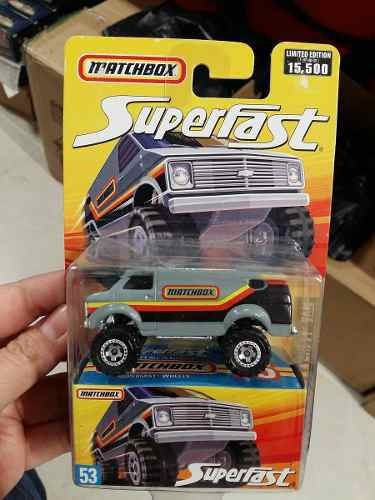 MATCHBOX
LIMITED EDITION
15,500
Superfast
MATCHBOX
MATCHBOX
53
Superfast